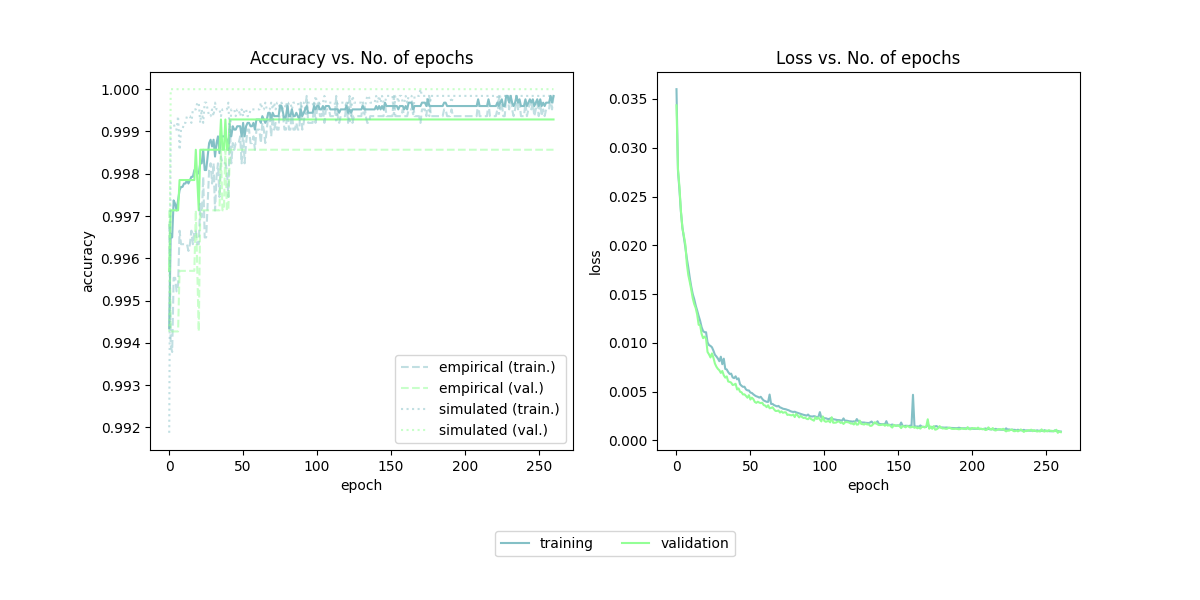 Accuracy vs. No. of epochs
1.000
0.999
0.998
0.997
0.996
0.995
0.994
0.993
0.992
accuracy
0
50
100
150
200
250
epoch
empirical (train.)
empirical (val.)
simulated (train.)
simulated (val.)
Loss vs. No. of epochs
0.035
0.030
0.025
0.020
0.015
0.010
0.005
0.000
loss
0
50
100
150
200
250
epoch
training
validation